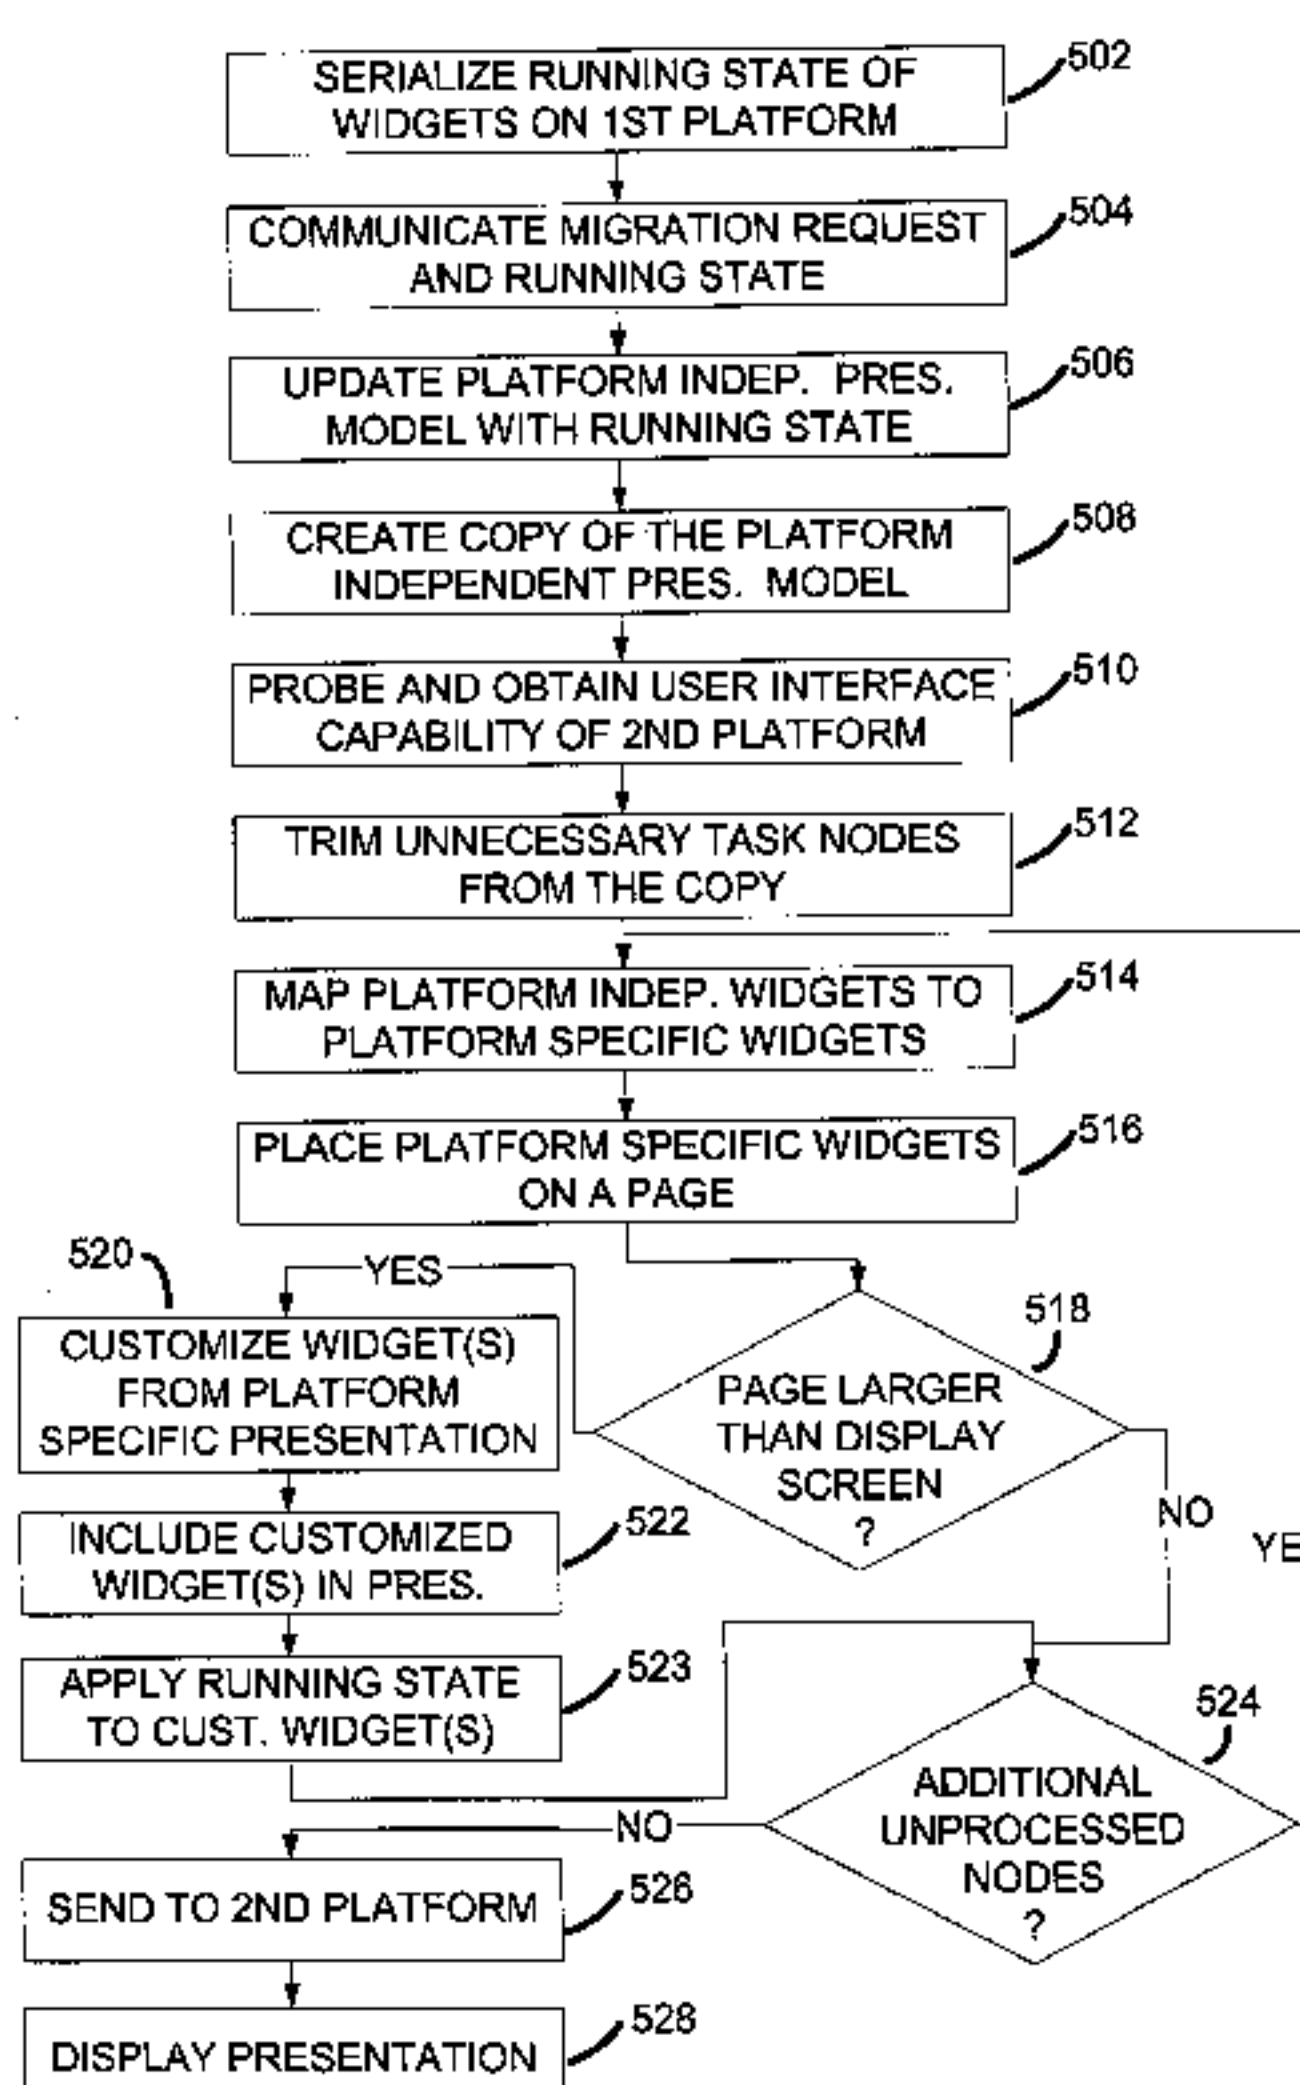 SERIALIZE RUNNING STATE OF
WIDGETS ON 1ST PLATFORM
502
COMMUNICATE MIGRATION REQUEST
AND RUNNING STATE
504
UPDATE PLATFORM INDEP. PRES.
MODEL WITH RUNNING STATE
506
CREATE COPY OF THE PLATFORM
INDEPENDENT PRES. MODEL
508
PROBE AND OBTAIN USER INTERFACE
CAPABILITY OF 2ND PLATFORM
510
TRIM UNNECESSARY TASK NODES
FROM THE COPY
512
MAP PLATFORM INDEP. WIDGETS TO
PLATFORM SPECIFIC WIDGETS
514
PLACE PLATFORM SPECIFIC WIDGETS
ON A PAGE
516
520
YES
CUSTOMIZE WIDGET(S)
FROM PLATFORM
SPECIFIC PRESENTATION
518
PAGE LARGER
THAN DISPLAY
SCREEN
?
NO
YE
INCLUDE CUSTOMIZED
WIDGET(S) IN PRES.
522
APPLY RUNNING STATE
TO CUST. WIDGET(S)
523
524
ADDITIONAL
UNPROCESSED
NODES
?
NO
SEND TO 2ND PLATFORM
526
DISPLAY PRESENTATION
528